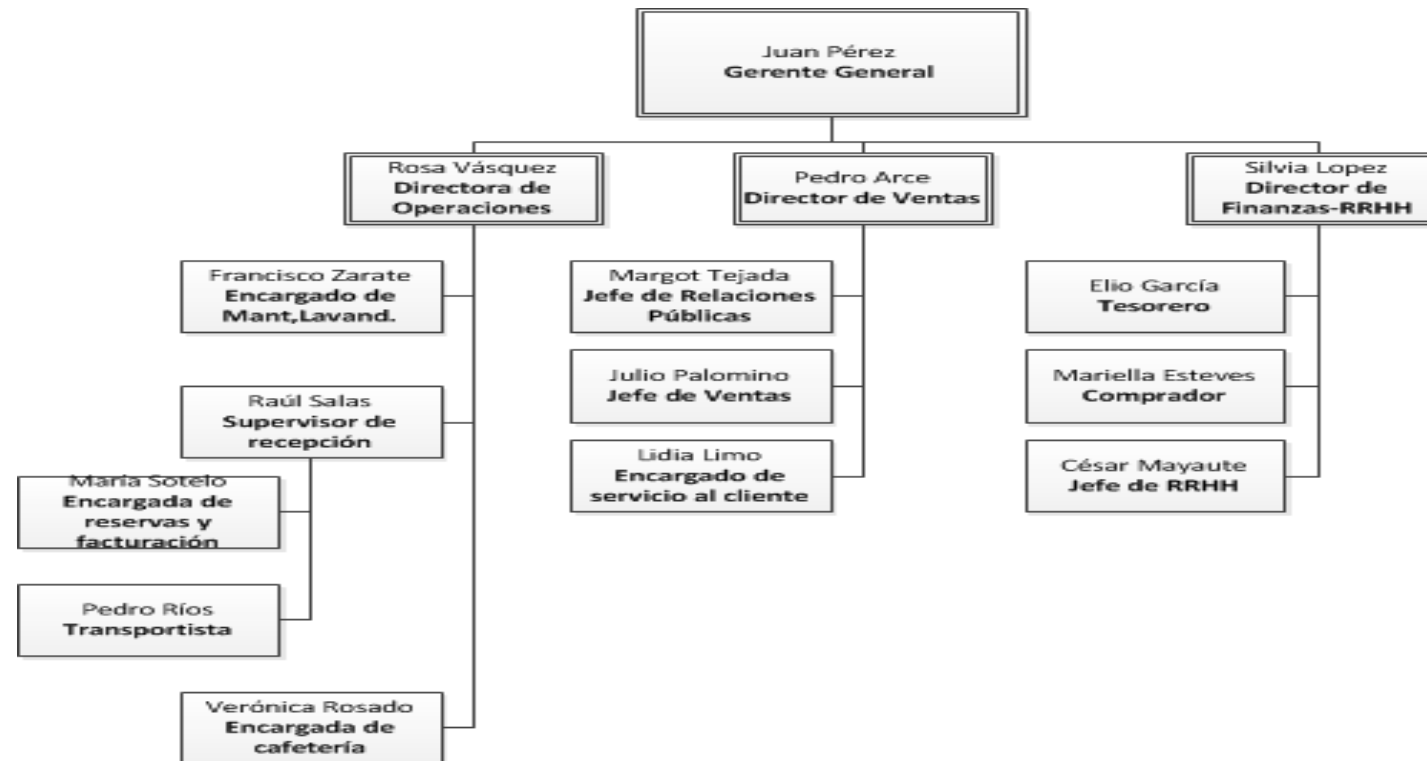 Juan Pérez
Gerente General
Rosa Vásquez
Directora de
Operaciones
Pedro Arce
Director de Ventas
Silvia Lopez
Director de
Finanzas-RRHH
Francisco Zarate
Encargado de
Mant,Lavand.
Raúl Salas
Supervisor de
recepción
María Sotelo
Encargada de
reservas y
facturación
Pedro Ríos
Transportista
Verónica Rosado
Encargada de
cafetería
Margot Tejada
Jefe de Relaciones
Públicas
Julio Palomino
Jefe de Ventas
Lidia Limo
Encargado de
servicio al cliente
Elio García
Tesorero
Mariella Esteves
Comprador
César Mayaute
Jefe de RRHH